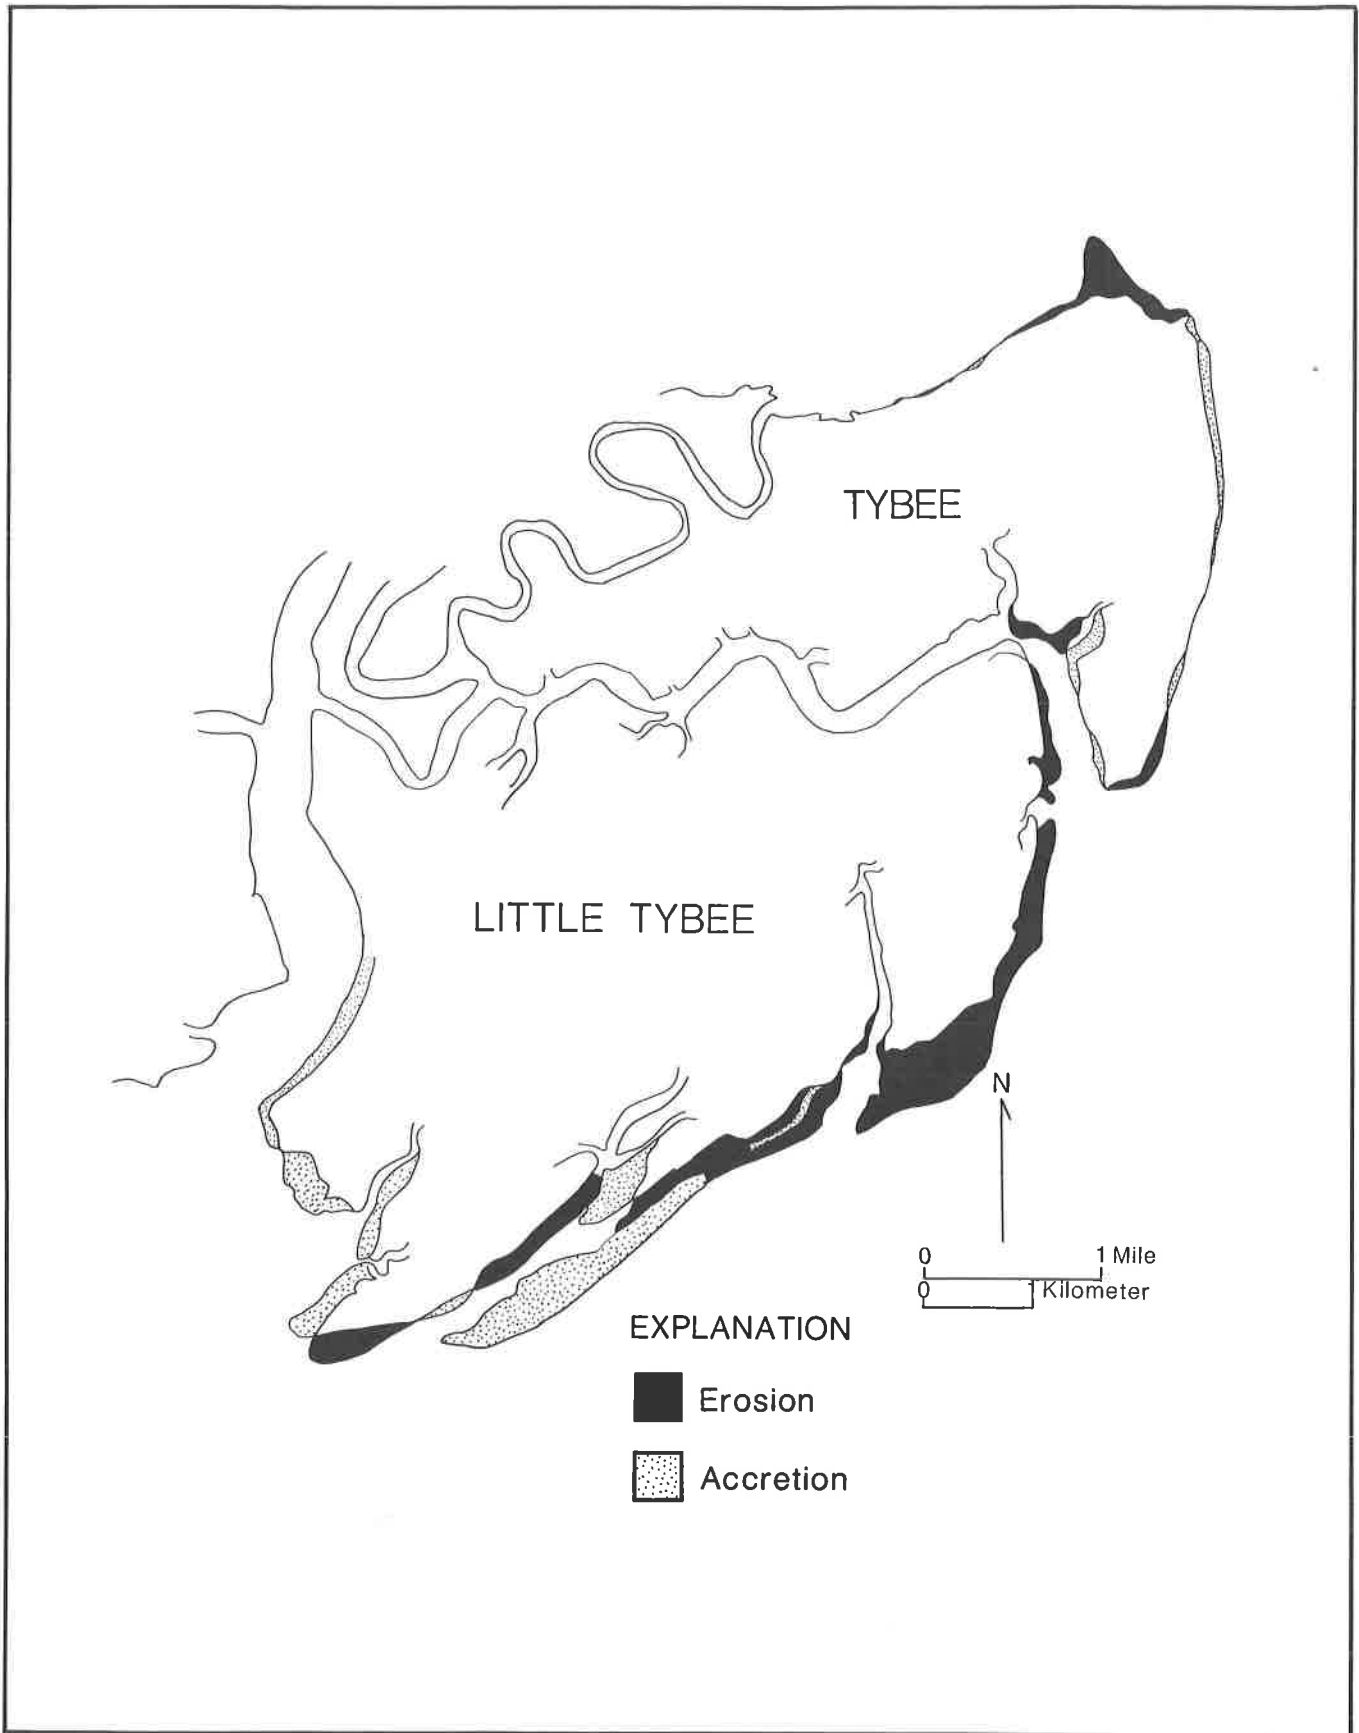 TYBEE
LITTLE TYBEE
N
0 1 Mile
0 1 Kilometer
EXPLANATION
Erosion
Accretion